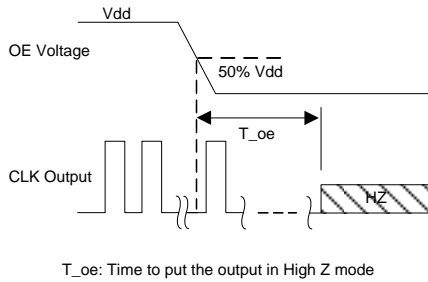 Vdd
OE Voltage
50% Vdd
T_oe
CLK Output
HZ
T_oe: Time to put the output in High Z mode